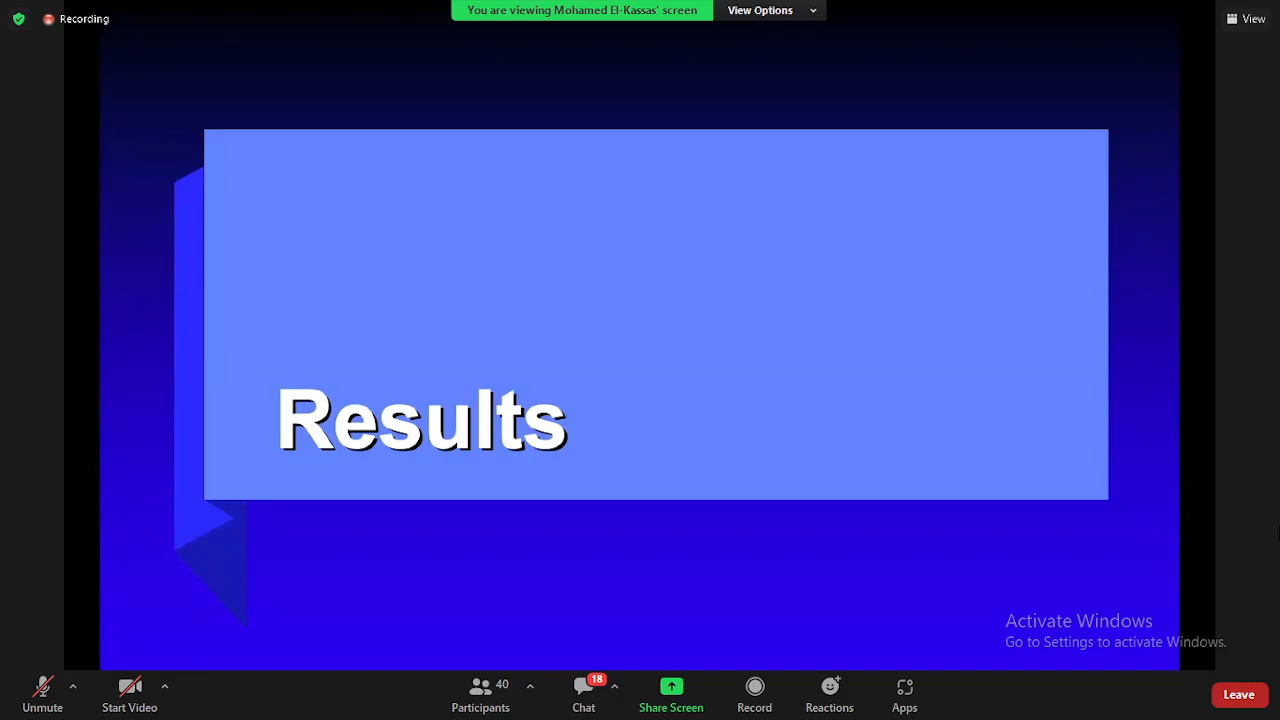 Recording
You are viewing Mohamed El-Kassas' screen
View Options
View
Results
Activate Windows
Go to Settings to activate Windows.
Unmute
Start Video
40
Participants
18
Chat
Share Screen
Record
Reactions
Apps
Leave